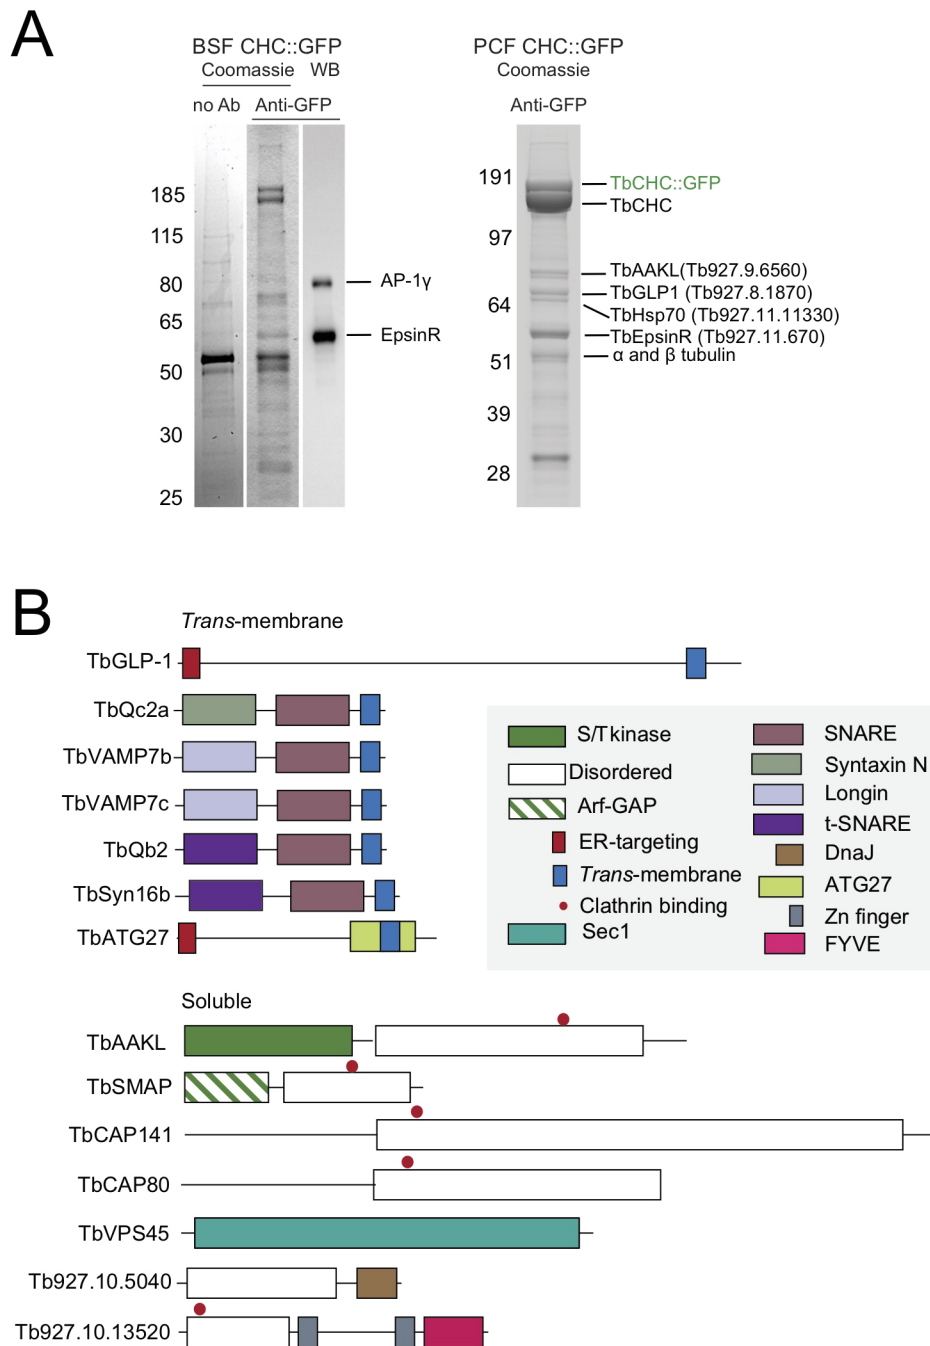 A
BSF CHC::GFP
Coomassie WB
no Ab Anti-GFP
185
115
80
65
50
30
25
AP-1γ
EpsinR
PCF CHC::GFP
Coomassie
Anti-GFP
191
97
64
51
39
28
TbCHC::GFP
TbCHC
TbAAKL(Tb927.9.6560)
TbGLP1 (Tb927.8.1870)
TbHsp70 (Tb927.11.11330)
TbEpsinR (Tb927.11.670)
α and β tubulin
B
Trans-membrane
TbGLP-1
TbQc2a
TbVAMP7b
TbVAMP7c
TbQb2
TbSyn16b
TbATG27
S/Tkinase
Disordered
Arf-GAP
ER-targeting
Trans-membrane
Clathrin binding
Sec1
SNARE
Syntaxin N
Longin
t-SNARE
DnaJ
ATG27
Zn finger
FYVE
Soluble
TbAAKL
TbSMAP
TbCAP141
TbCAP80
TbVPS45
Tb927.10.5040
Tb927.10.13520